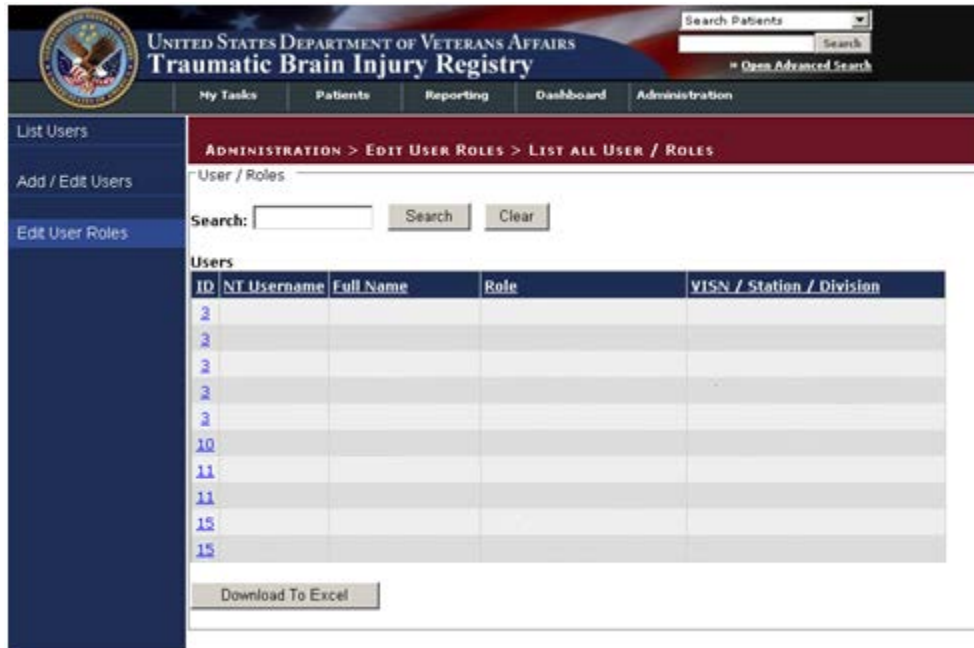 UNITED STATES DEPARTMENT OF VETERANS AFFAIRS
Traumatic Brain Injury Registry
Search Patients
Search
» Open Advanced Search
My Tasks Patients Reporting Dashboard Administration
List Users
Add / Edit Users
Edit User Roles
ADMINISTRATION > EDIT USER ROLES > LIST ALL USER / ROLES
User / Roles
Search: Search Clear
Users
ID NT Username Full Name Role VISN / Station / Division
3
3
3
3
3
10
11
11
15
15
Download To Excel